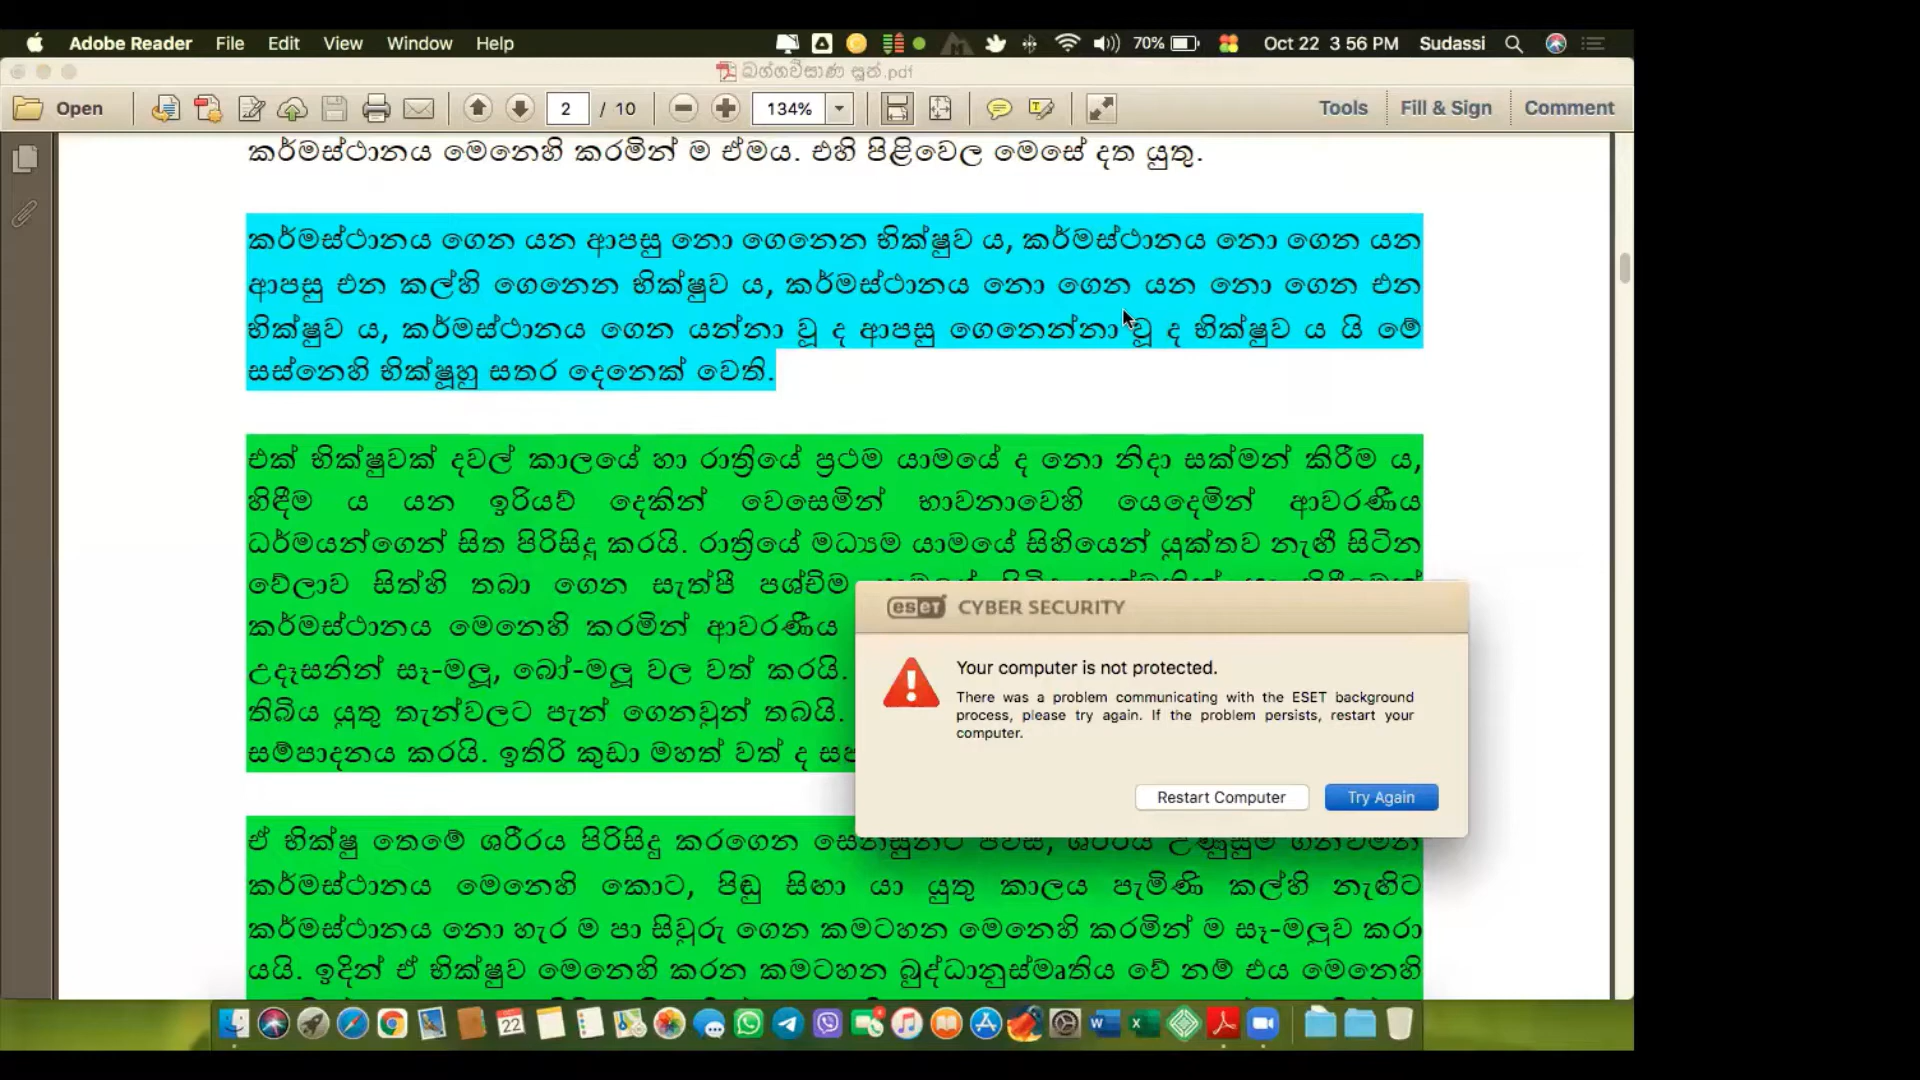 Adobe Reader File Edit View Window Help 70% Oct 22 3:56 PM Sudassi
ඛග්ගවිසාණ සූත්‍ර.pdf
Open 2 / 10 134% Tools Fill & Sign Comment
කර්මස්ථානය මෙනෙහි කරමින් ම ඒමය. එහි පිළිවෙල මෙසේ දත යුතු.
කර්මස්ථානය ගෙන යන ආපසු නො ගෙනෙන භික්ෂුව ය, කර්මස්ථානය නො ගෙන යන
ආපසු එන කල්හි ගෙනෙන භික්ෂුව ය, කර්මස්ථානය නො ගෙන යන නො ගෙන එන
භික්ෂුව ය, කර්මස්ථානය ගෙන යන්නා වූ ද ආපසු ගෙනෙන්නා වූ ද භික්ෂුව ය යි මේ
සස්නෙහි භික්ෂූහු සතර දෙනෙක් වෙති.
එක් භික්ෂුවක් දවල් කාලයේ හා රාත්‍රියේ ප්‍රථම යාමයේ ද නො නිදා සක්මන් කිරීම ය,
හිඳීම ය යන ඉරියව් දෙකින් වෙසෙමින් භාවනාවෙහි යෙදෙමින් ආවරණීය
ධර්මයන්ගෙන් සිත පිරිසිදු කරයි. රාත්‍රියේ මධ්‍යම යාමයේ සිහියෙන් යුක්තව නැඟී සිටින
වේලාව සිත්හි තබා ගෙන සැත්පී පශ්චිම
කර්මස්ථානය මෙනෙහි කරමින් ආවරණීය
උදෑසනින් සෑ-මලු, බෝ-මලු වල වත් කරයි.
තිබිය යුතු තැන්වලට පැන් ගෙනවුන් තබයි.
සම්පාදනය කරයි. ඉතිරි කුඩා මහත් වත් ද
eseT CYBER SECURITY
Your computer is not protected.
There was a problem communicating with the ESET background
process, please try again. If the problem persists, restart your
computer.
Restart Computer Try Again
ඒ භික්ෂු තෙමේ ශරීරය පිරිසිදු කරගෙන
කර්මස්ථානය මෙනෙහි කොට, පිඬු සිඟා යා යුතු කාලය පැමිණි කල්හි නැඟිට
කර්මස්ථානය නො හැර ම පා සිවුරු ගෙන කමටහන මෙනෙහි කරමින් ම සෑ-මලුව කරා
යයි. ඉදින් ඒ භික්ෂුව මෙනෙහි කරන කමටහන බුද්ධානුස්මෘතිය වේ නම් එය මෙනෙහි
22